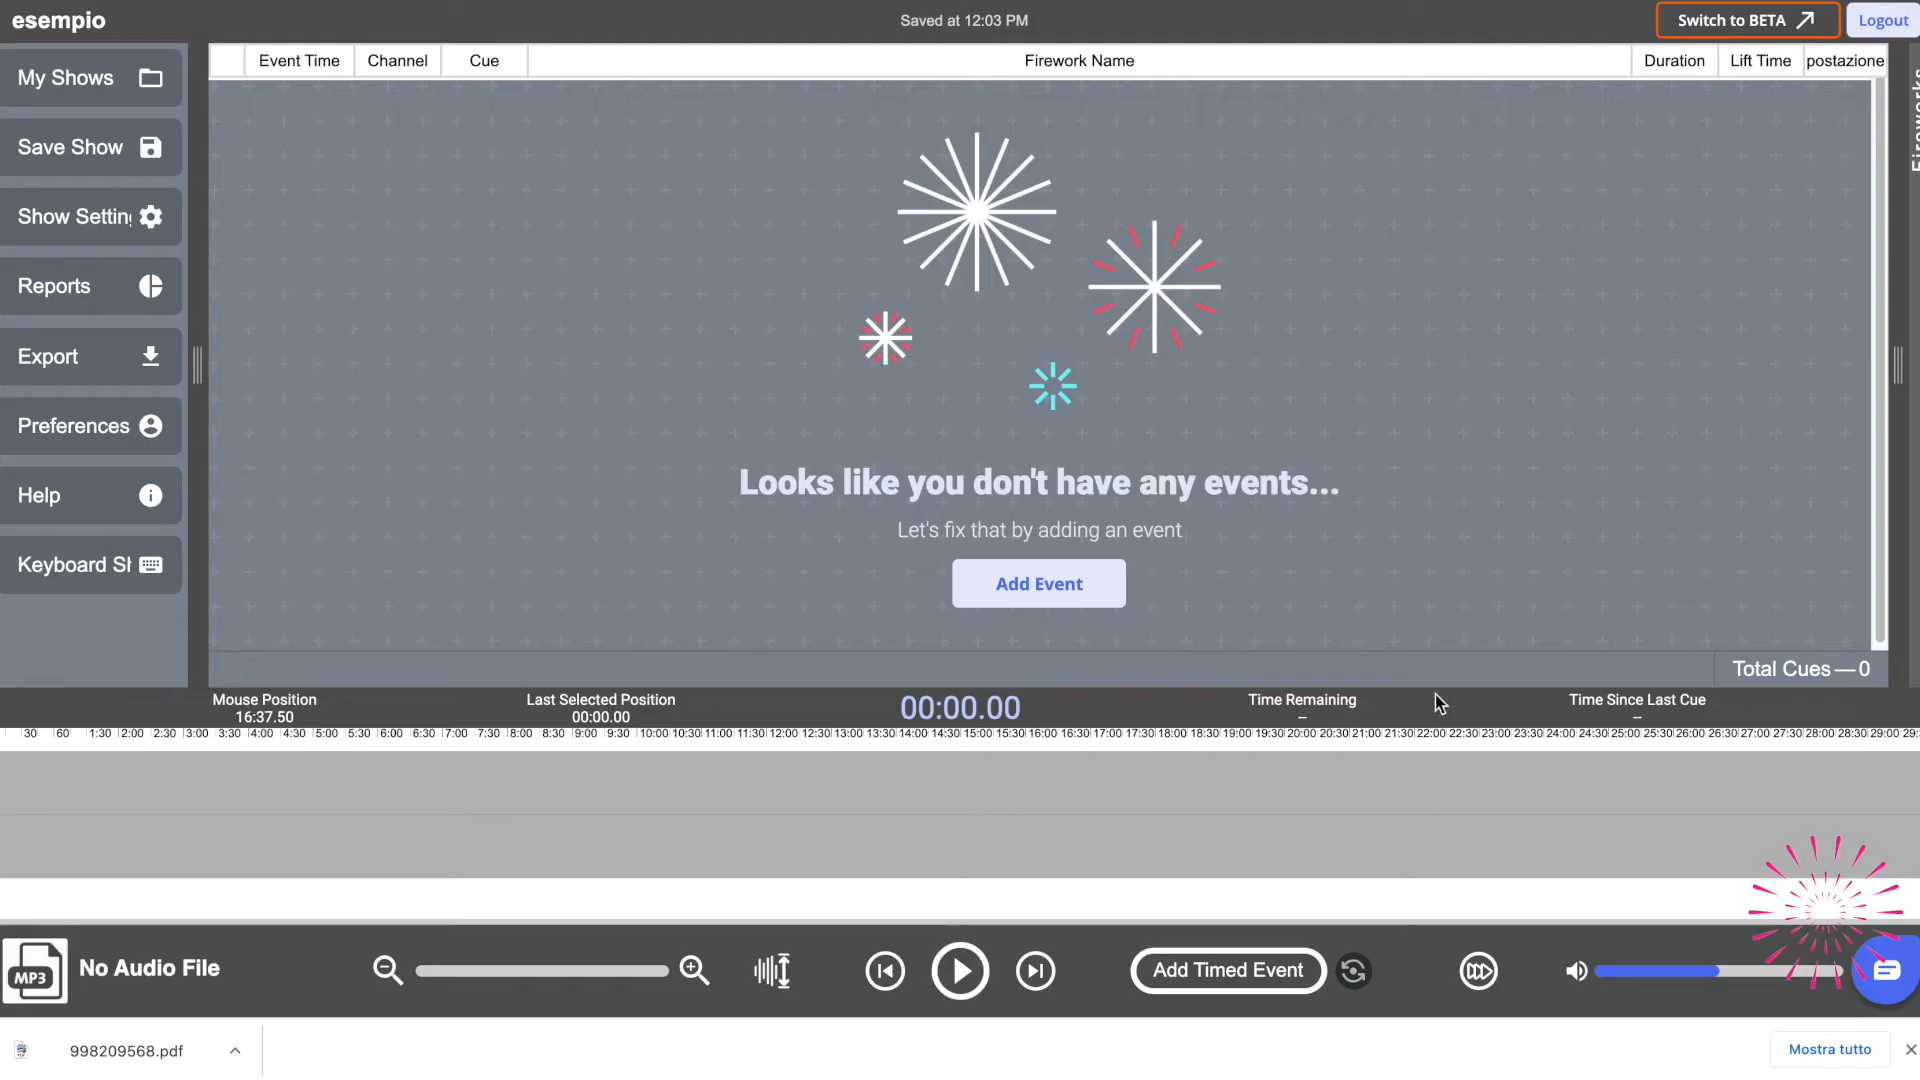 esempio
Saved at 12:03 PM
Switch to BETA
Logout
My Shows
Save Show
Show Settin
Reports
Export
Preferences
Help
Keyboard Sh
Event Time Channel Cue Firework Name Duration Lift Time postazione
Fireworks
Looks like you don't have any events...
Let's fix that by adding an event
Add Event
Total Cues — 0
Mouse Position
16:37.50
Last Selected Position
00:00.00
00:00.00
Time Remaining
--
Time Since Last Cue
--
30 60 1:30 2:00 2:30 3:00 3:30 4:00 4:30 5:00 5:30 6:00 6:30 7:00 7:30 8:00 8:30 9:00 9:30 10:00 10:30 11:00 11:30 12:00 12:30 13:00 13:30 14:00 14:30 15:00 15:30 16:00 16:30 17:00 17:30 18:00 18:30 19:00 19:30 20:00 20:30 21:00 21:30 22:00 22:30 23:00 23:30 24:00 24:30 25:00 25:30 26:00 26:30 27:00 27:30 28:00 28:30 29:00 29:
MP3
No Audio File
Add Timed Event
998209568.pdf
Mostra tutto